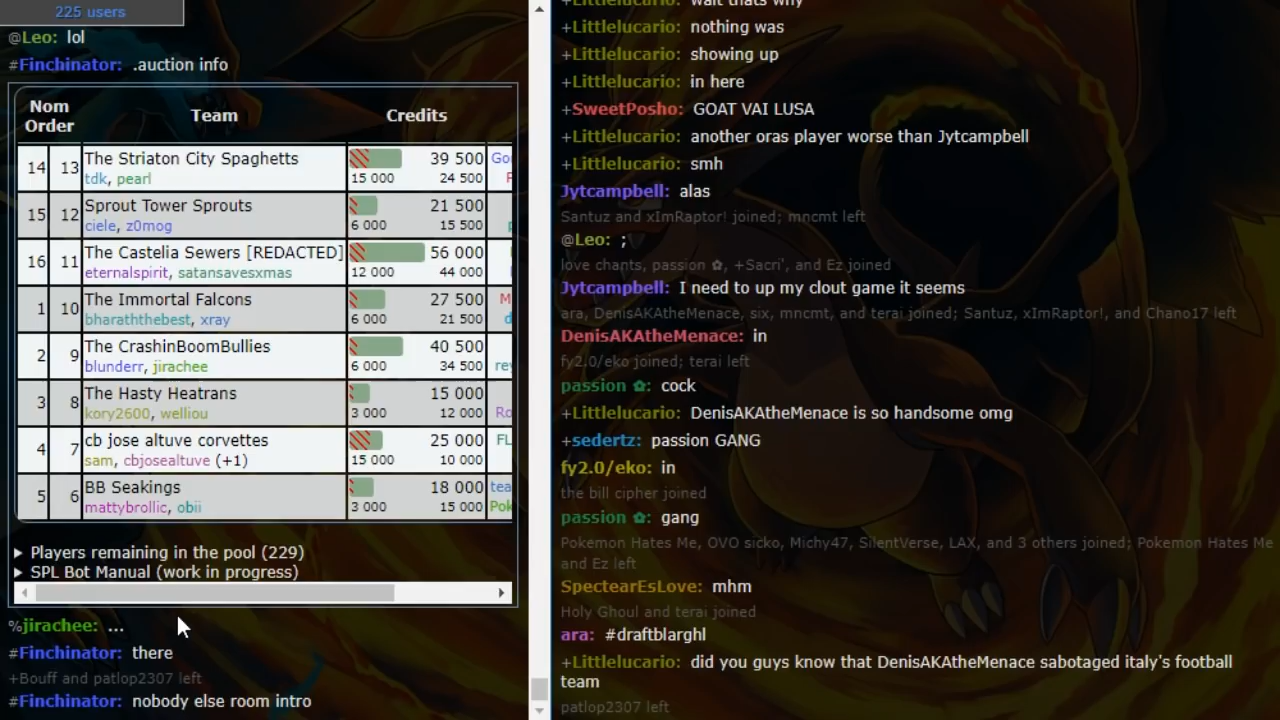 225 users
@Leo: lol
#Finchinator: .auction info
Nom Order Team Credits
14 13 The Striaton City Spaghetts 39 500
tdk, pearl 15 000 24 500
15 12 Sprout Tower Sprouts 21 500
ciele, z0mog 6 000 15 500
16 11 The Castelia Sewers [REDACTED] 56 000
eternalspirit, satansavesxmas 12 000 44 000
1 10 The Immortal Falcons 27 500
bharaththebest, xray 6 000 21 500
2 9 The CrashinBoomBullies 40 500
blunderr, jirachee 6 000 34 500
3 8 The Hasty Heatrans 15 000
kory2600, welliou 3 000 12 000
4 7 cb jose altuve corvettes 25 000
sam, cbjosealtuve (+1) 15 000 10 000
5 6 BB Seakings 18 000
mattybrollic, obii 3 000 15 000
Players remaining in the pool (229)
SPL Bot Manual (work in progress)
%jirachee: ...
#Finchinator: there
+Bouff and patlop2307 left
#Finchinator: nobody else room intro
+Littlelucario: wait thats why
+Littlelucario: nothing was
+Littlelucario: showing up
+Littlelucario: in here
+SweetPosho: GOAT VAI LUSA
+Littlelucario: another oras player worse than Jytcampbell
+Littlelucario: smh
Jytcampbell: alas
Santuz and xImRaptor! joined; mncmt left
@Leo: ;
love chants, passion ✿, +Sacri', and Ez joined
Jytcampbell: I need to up my clout game it seems
ara, DenisAKAtheMenace, six, mncmt, and terai joined; Santuz, xImRaptor!, and Chano17 left
DenisAKAtheMenace: in
fy2.0/eko joined; terai left
passion ✿: cock
+Littlelucario: DenisAKAtheMenace is so handsome omg
+sedertz: passion GANG
fy2.0/eko: in
the bill cipher joined
passion ✿: gang
Pokemon Hates Me, OVO sicko, Michy47, SilentVerse, LAX, and 3 others joined; Pokemon Hates Me
and Ez left
SpectearEsLove: mhm
Holy Ghoul and terai joined
ara: #draftblarghl
+Littlelucario: did you guys know that DenisAKAtheMenace sabotaged italy's football
team
patlop2307 left